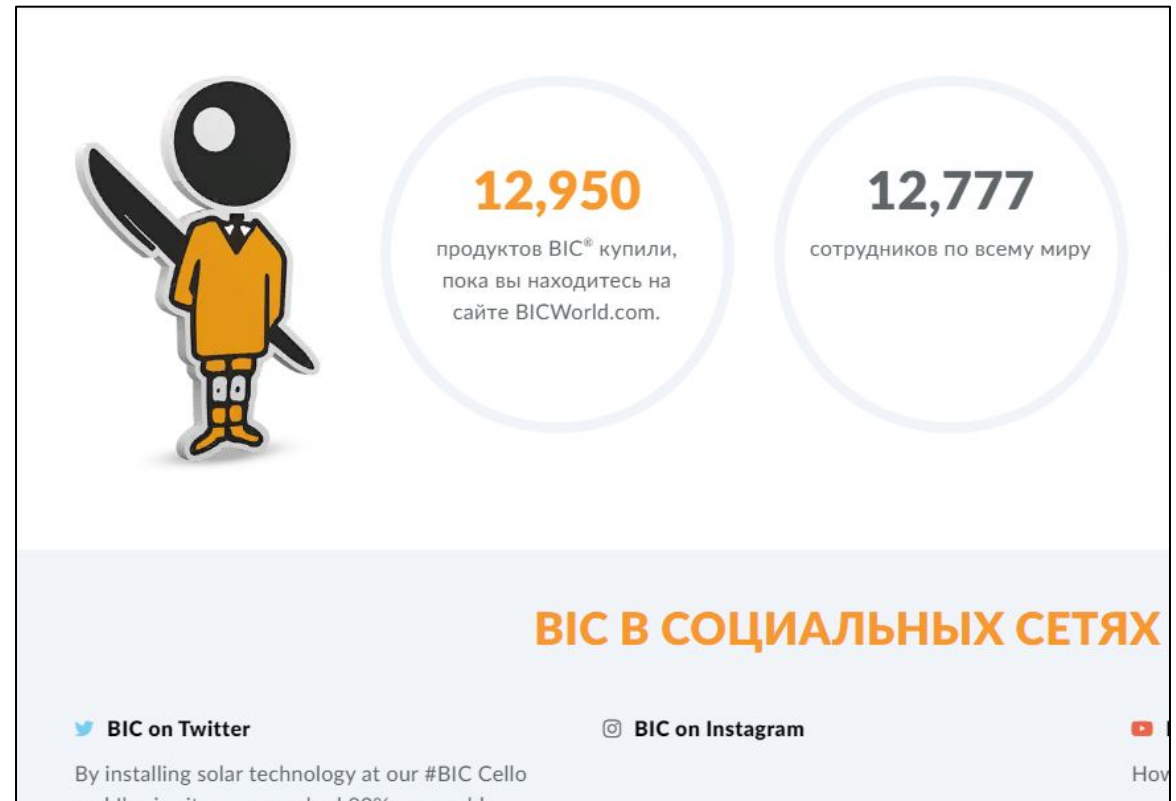 12,950
продуктов BIC® купили,
пока вы находитесь на
сайте BICWorld.com.
12,777
сотрудников по всему миру
BIC В СОЦИАЛЬНЫХ СЕТЯХ
BIC on Twitter
By installing solar technology at our #BIC Cello
BIC on Instagram
How